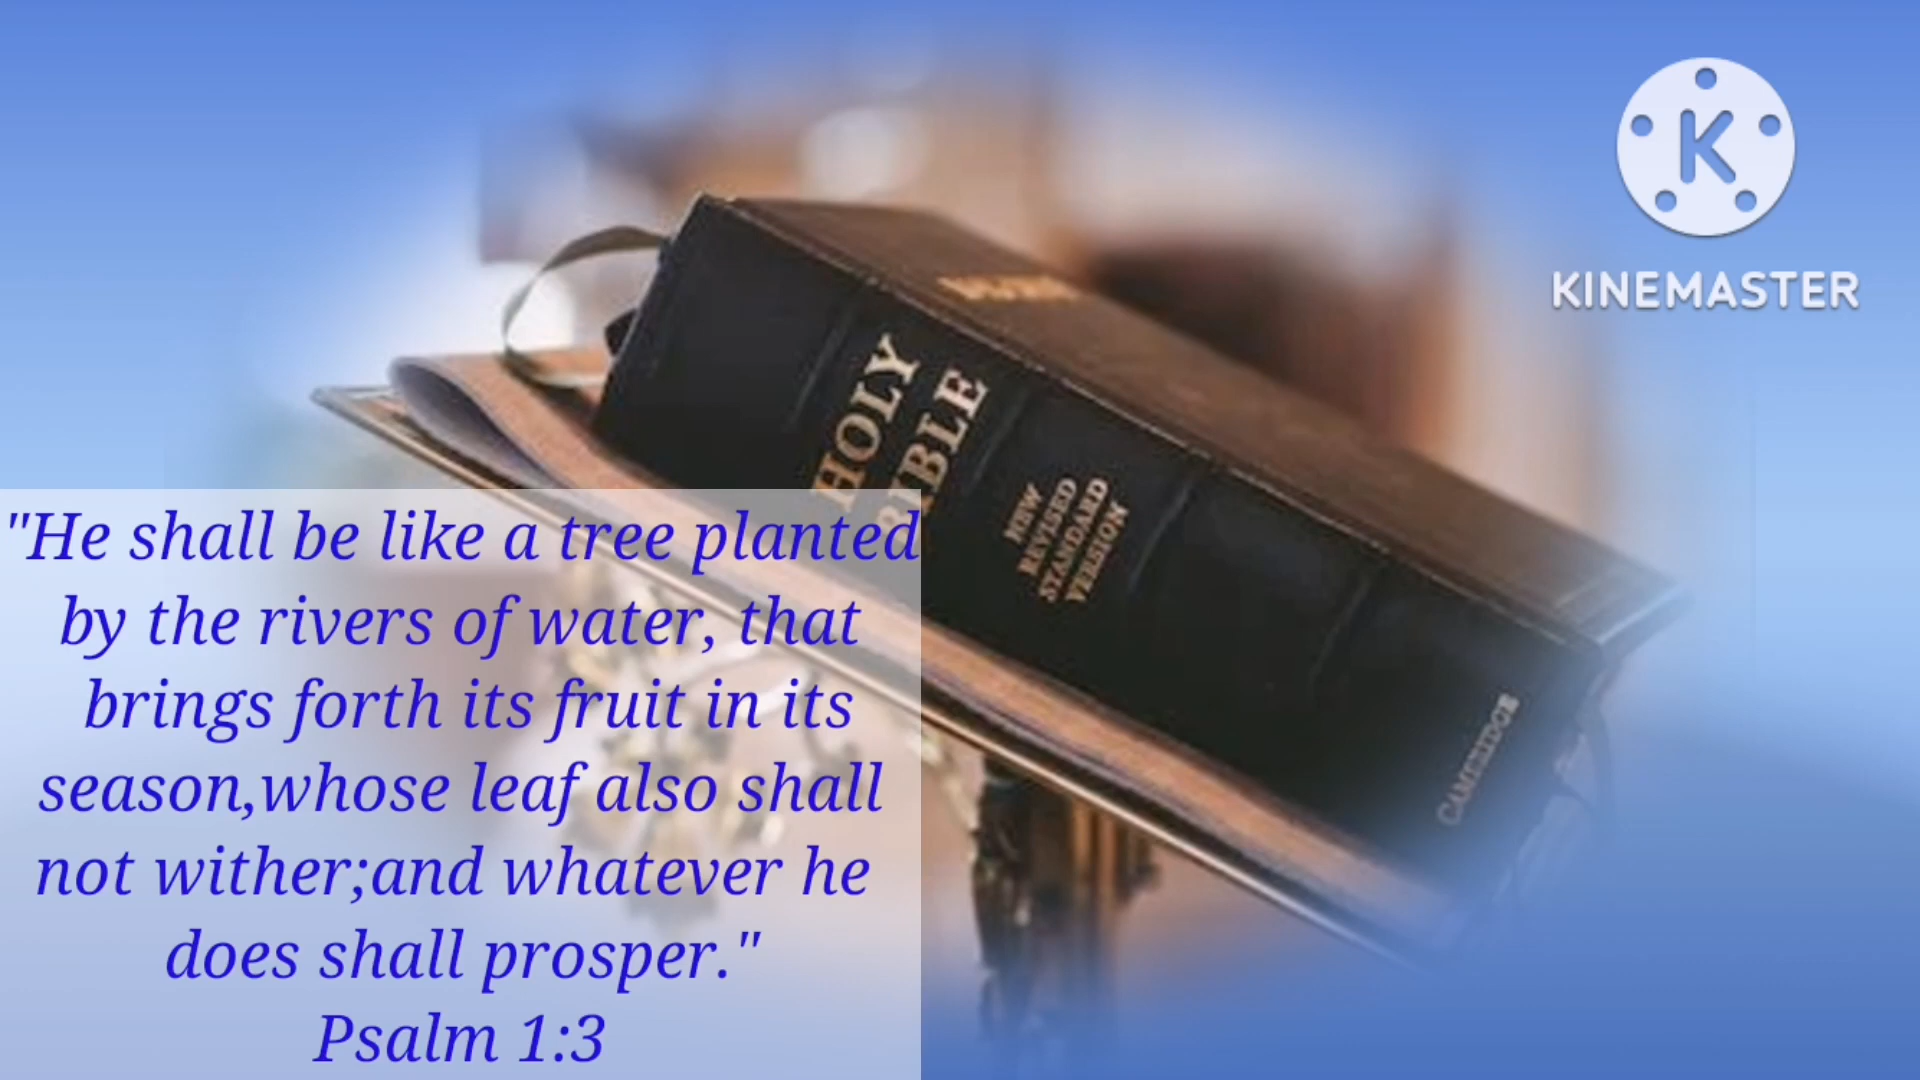 KINEMASTER
HOLY
BIBLE
NEW
REVISED
STANDARD
VERSION
CAMBRIDGE
"He shall be like a tree planted
by the rivers of water, that
brings forth its fruit in its
season,whose leaf also shall
not wither;and whatever he
does shall prosper."
Psalm 1:3